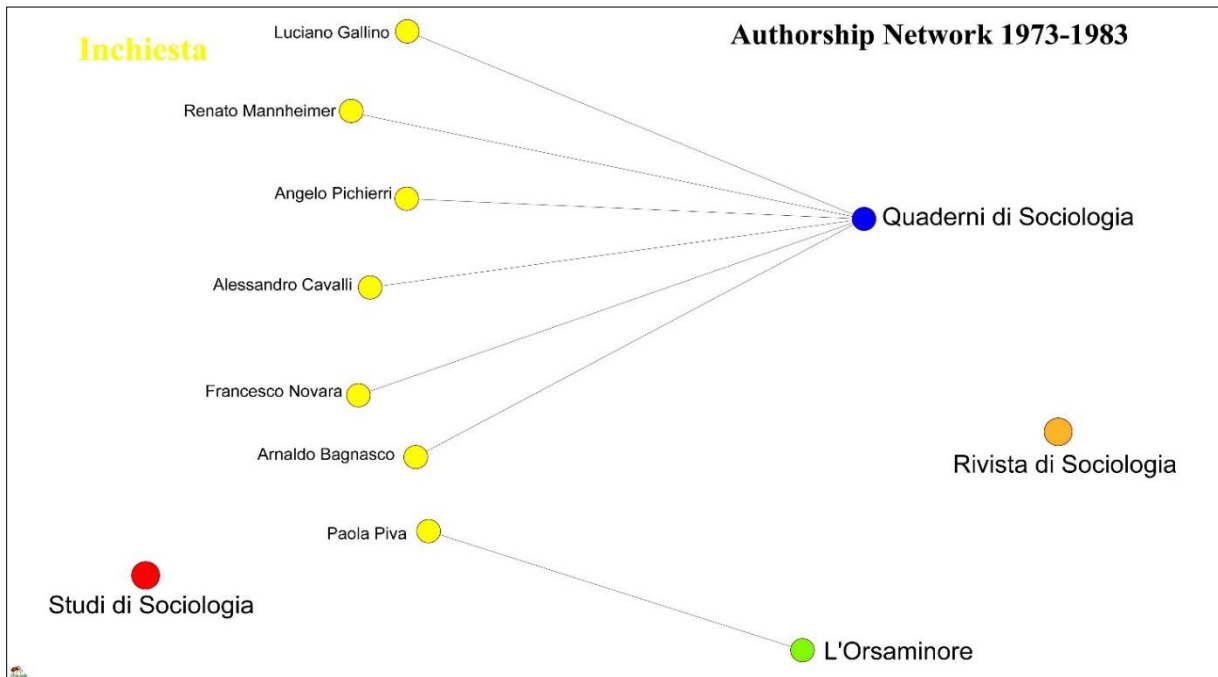 Inchiesta
Authorship Network 1973-1983
Luciano Gallino
Renato Mannheimer
Angelo Pichierri
Quaderni di Sociologia
Alessandro Cavalli
Francesco Novara
Arnaldo Bagnasco
Rivista di Sociologia
Paola Piva
Studi di Sociologia
L'Orsaminore